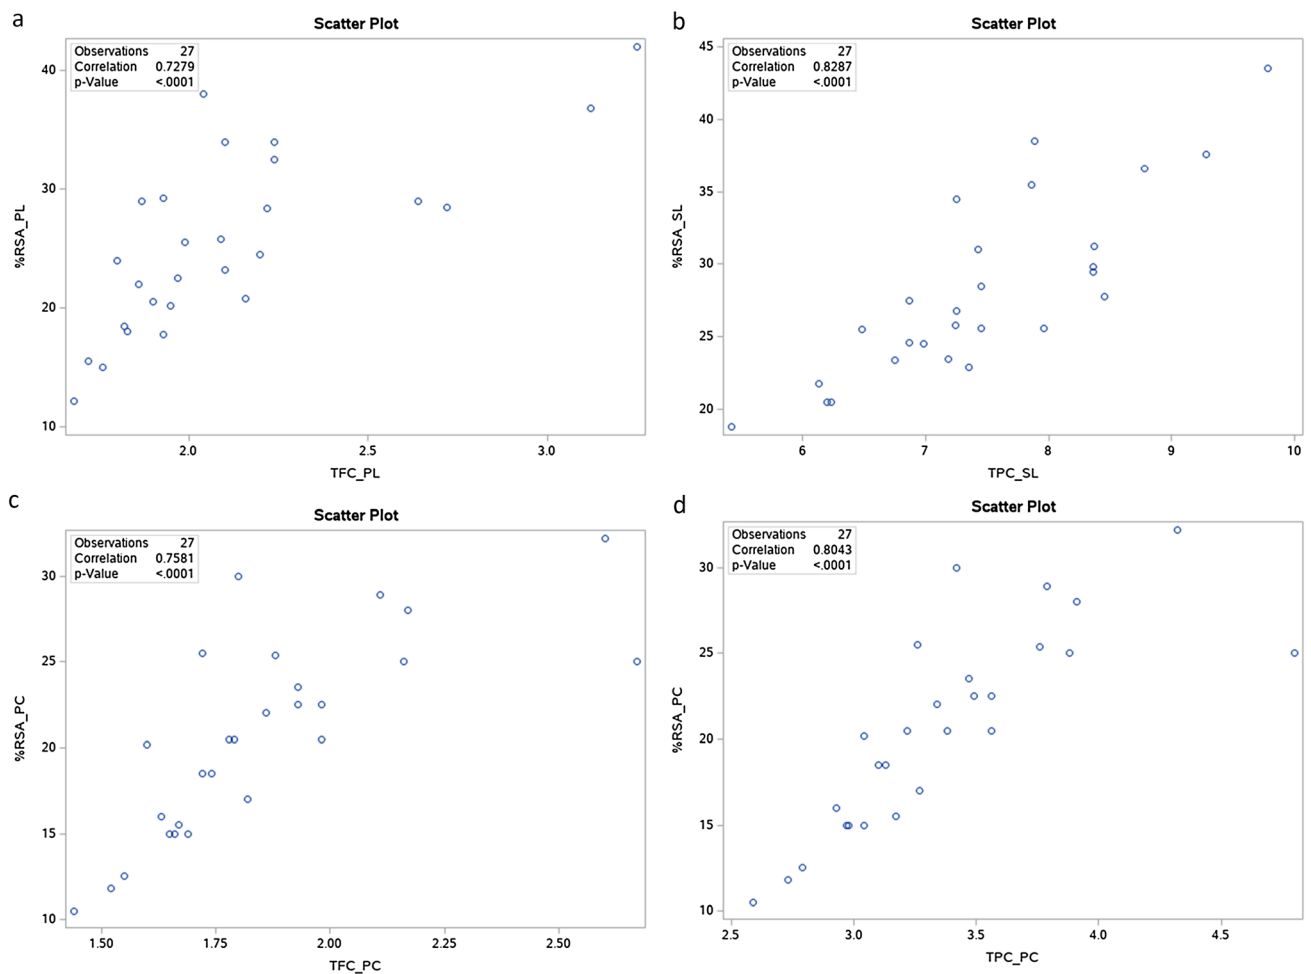 a
Scatter Plot
Observations 27
Correlation 0.7279
p-Value <.0001
40
30
20
10
%RSA_PL
2.0 2.5 3.0
TFC_PL
b
Scatter Plot
Observations 27
Correlation 0.8287
p-Value <.0001
45
40
35
30
25
20
%RSA_SL
6 7 8 9 10
TPC_SL
c
Scatter Plot
Observations 27
Correlation 0.7581
p-Value <.0001
30
25
20
15
10
%RSA_PC
1.50 1.75 2.00 2.25 2.50
TFC_PC
d
Scatter Plot
Observations 27
Correlation 0.8043
p-Value <.0001
30
25
20
15
10
%RSA_PC
2.5 3.0 3.5 4.0 4.5
TPC_PC